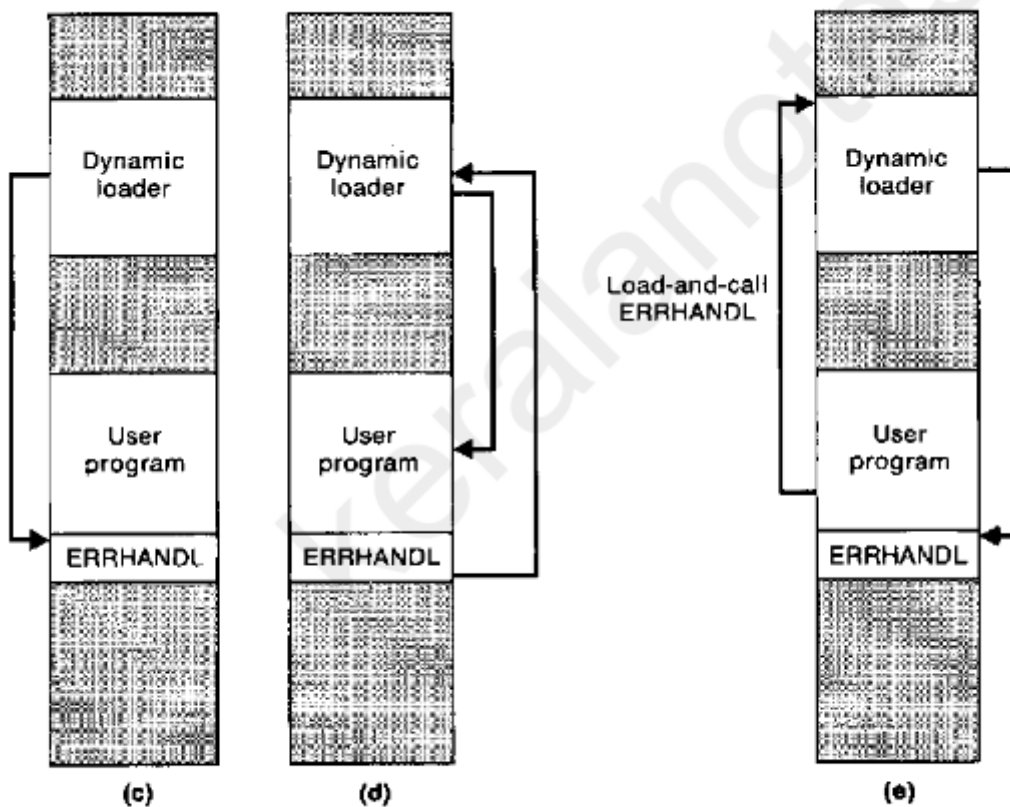 Dynamic
loader
User
program
ERRHANDL
(c)
Dynamic
loader
User
program
ERRHANDL
(d)
Load-and-call
ERRHANDL
Dynamic
loader
User
program
ERRHANDL
(e)